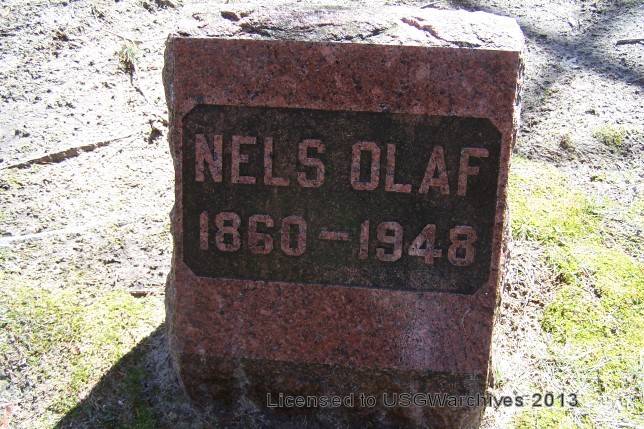 NELS OLAF
1860-1948
Licensed to USGWarchives 2013